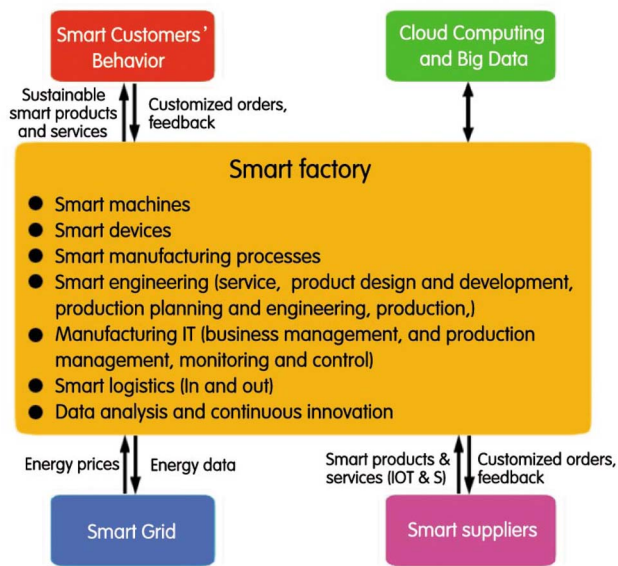 Smart Customers'
Behavior
Cloud Computing
and Big Data
Sustainable
smart products
and services
Customized orders,
feedback
Smart factory
● Smart machines
● Smart devices
● Smart manufacturing processes
● Smart engineering (service, product design and development,
production planning and engineering, production,)
● Manufacturing IT (business management, and production
management, monitoring and control)
● Smart logistics (In and out)
● Data analysis and continuous innovation
Energy prices
Energy data
Smart products &
services (IOT & S)
Customized orders,
feedback
Smart Grid
Smart suppliers